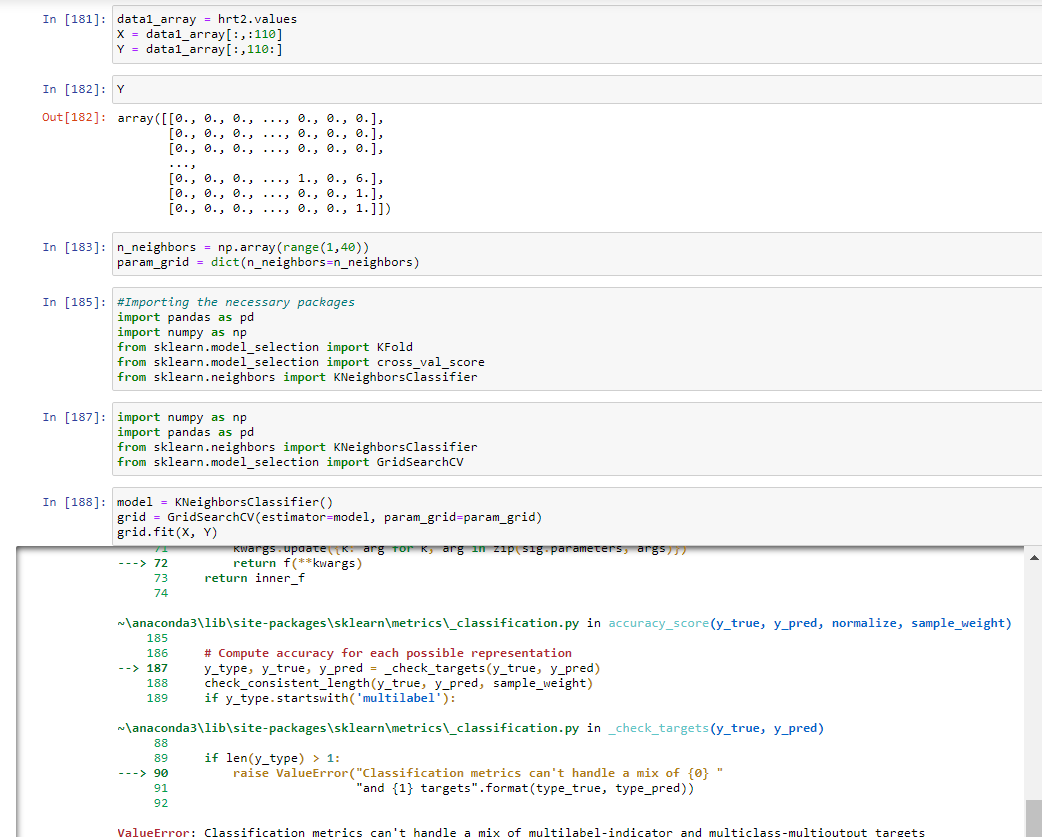 In [181]: data1_array = hrt2.values
X = data1_array[:,:110]
Y = data1_array[:,110:]
In [182]: Y
Out[182]: array([[0., 0., 0., ..., 0., 0., 0.],
[0., 0., 0., ..., 0., 0., 0.],
[0., 0., 0., ..., 0., 0., 0.],
...,
[0., 0., 0., ..., 1., 0., 6.],
[0., 0., 0., ..., 0., 0., 1.],
[0., 0., 0., ..., 0., 0., 1.]])
In [183]: n_neighbors = np.array(range(1,40))
param_grid = dict(n_neighbors=n_neighbors)
In [185]: #Importing the necessary packages
import pandas as pd
import numpy as np
from sklearn.model_selection import KFold
from sklearn.model_selection import cross_val_score
from sklearn.neighbors import KNeighborsClassifier
In [187]: import numpy as np
import pandas as pd
from sklearn.neighbors import KNeighborsClassifier
from sklearn.model_selection import GridSearchCV
In [188]: model = KNeighborsClassifier()
grid = GridSearchCV(estimator=model, param_grid=param_grid)
grid.fit(X, Y)
71 kwargs.update({k: arg for k, arg in zip(sig.parameters, args)})
---> 72 return f(**kwargs)
73 return inner_f
74
~\anaconda3\lib\site-packages\sklearn\metrics\_classification.py in accuracy_score(y_true, y_pred, normalize, sample_weight)
185
186 # Compute accuracy for each possible representation
--> 187 y_type, y_true, y_pred = _check_targets(y_true, y_pred)
188 check_consistent_length(y_true, y_pred, sample_weight)
189 if y_type.startswith('multilabel'):
~\anaconda3\lib\site-packages\sklearn\metrics\_classification.py in _check_targets(y_true, y_pred)
88
89 if len(y_type) > 1:
---> 90 raise ValueError("Classification metrics can't handle a mix of {0} "
91 "and {1} targets".format(type_true, type_pred))
92
ValueError: Classification metrics can't handle a mix of multilabel-indicator and multiclass-multioutput targets